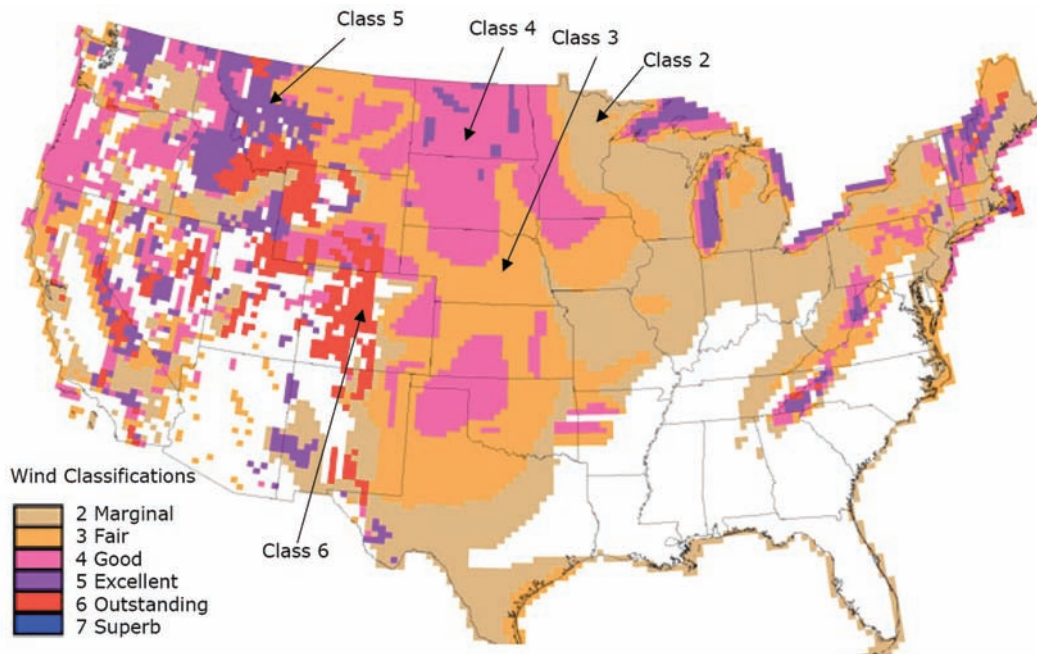 Class 5
Class 4
Class 3
Class 2
Class 6
Wind Classifications
2 Marginal
3 Fair
4 Good
5 Excellent
6 Outstanding
7 Superb